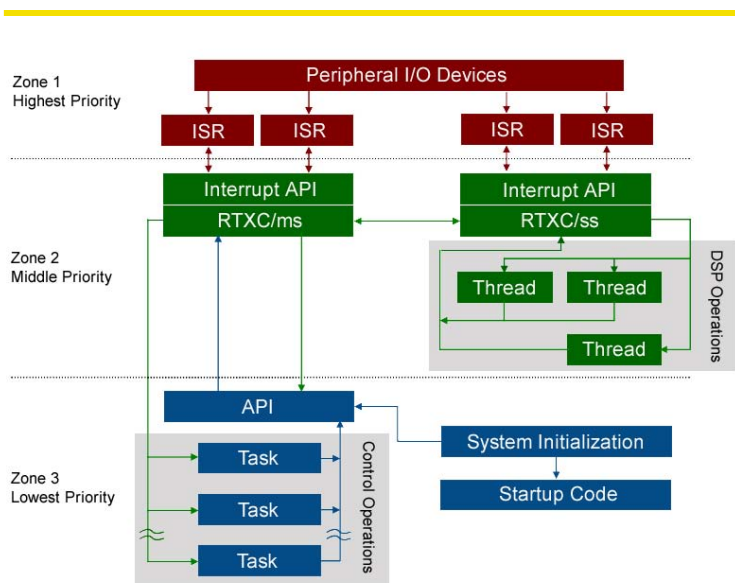 Zone 1
Highest Priority
Peripheral I/O Devices
ISR
ISR
ISR
ISR
Interrupt API
RTXC/ms
Interrupt API
RTXC/ss
Zone 2
Middle Priority
Thread
Thread
Thread
DSP Operations
API
Zone 3
Lowest Priority
Task
Task
Task
Control Operations
System Initialization
Startup Code